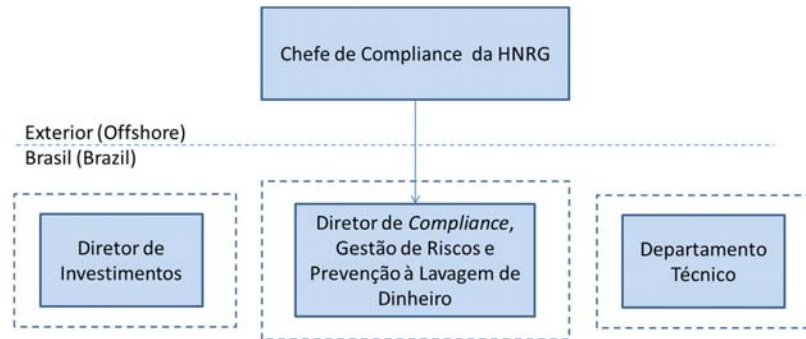 Chefe de Compliance da HNRG
Exterior (Offshore)
Brasil (Brazil)
Diretor de
Investimentos
Diretor de Compliance,
Gestão de Riscos e
Prevenção à Lavagem de
Dinheiro
Departamento
Técnico